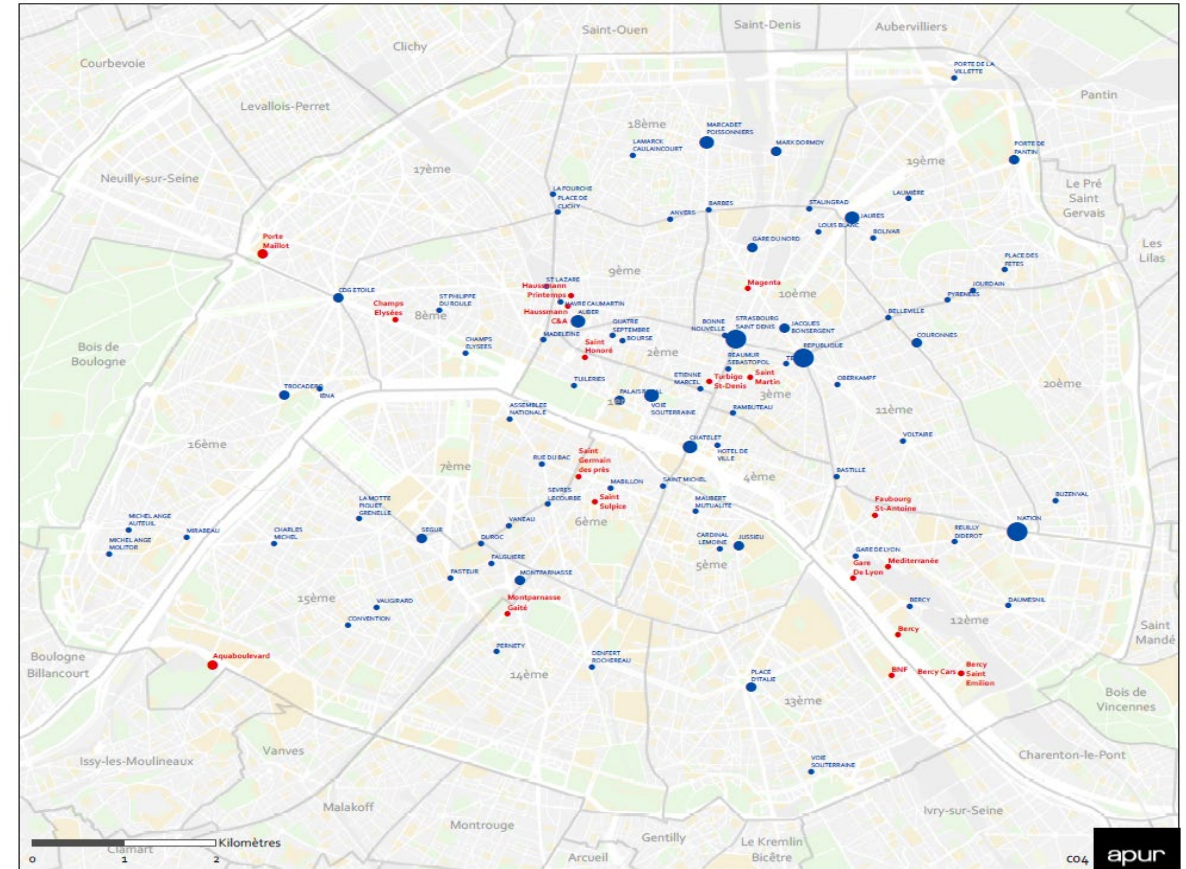 Saint-Ouen
Saint-Denis
Aubervilliers
Clichy
Courbevoie
PORTE DE LA
VILLETTE
Pantin
Levallois-Perret
18ème
MARCADET
POISSONNIERS
LAMARCK
CAULAINCOURT
MARX DORMOY
PORTE DE
PANTIN
19ème
17ème
Neuilly-sur-Seine
Le Pré
Saint
Gervais
LA FOURCHE
PLACE DE
CLICHY
LAUMIÈRE
BARBES
STALINGRAD
ANVERS
JAURES
LOUIS BLANC
BOLIVAR
Porte
Maillot
GARE DU NORD
Les
Lilas
PLACE DES
FETES
9ème
ST LAZARE
Haussmann
Printemps
Magenta
10ème
JOURDAIN
PYRENEES
CDG ETOILE
Champs
Elysées
8ème
ST PHILIPPE
DU ROULE
HAVRE CAUMARTIN
Haussmann
C&A
AUBER
BELLEVILLE
MADELEINE
QUATRE
SEPTEMBRE
BOURSE
BONNE
NOUVELLE
STRASBOURG
SAINT DENIS
JACQUES
BONSERGENT
COURONNES
Bois de
Boulogne
CHAMPS
ELYSEES
Saint
Honoré
2ème
REPUBLIQUE
REAUMUR
SEBASTOPOL
TUILERIES
ETIENNE
MARCEL
Turbigo
St-Denis
Saint
Martin
3ème
OBERKAMPF
20ème
TROCADERO
IENA
PALAIS ROYAL
VOIE
SOUTERRAINE
ASSEMBLEE
NATIONALE
RAMBUTEAU
11ème
16ème
VOLTAIRE
CHATELET
HOTEL DE
VILLE
7ème
RUE DU BAC
Saint
Germain
des près
4ème
BASTILLE
SAINT MICHEL
MABILLON
SEVRES
LECOURBE
Saint
Sulpice
LA MOTTE
PIQUET
GRENELLE
MAUBERT
MUTUALITE
Faubourg
St-Antoine
BUZENVAL
MICHEL ANGE
AUTEUIL
MIRABEAU
6ème
VANEAU
NATION
REUILLY
DIDEROT
MICHEL ANGE
MOLITOR
CHARLES
MICHEL
SEGUR
DUROC
CARDINAL
LEMOINE
JUSSIEU
GARE DE LYON
5ème
FALGUIERE
Gare
De Lyon
Mediterranée
PASTEUR
MONTPARNASSE
15ème
VAUGIRARD
Montparnasse
Gaité
BERCY
DAUMESNIL
12ème
CONVENTION
Bercy
Saint
Mandé
Boulogne
Billancourt
Aquaboulevard
PERNETY
DENFERT
ROCHEREAU
14ème
PLACE
D'ITALIE
BNF
Bercy Cars
Bercy
Saint
Emilion
13ème
Bois de
Vincennes
Vanves
Issy-les-Moulineaux
VOIE
SOUTERRAINE
Charenton-le-Pont
Malakoff
Ivry-sur-Seine
Montrouge
Gentilly
Le Kremlin
Bicêtre
Kilomètres
Clamart
0 1 2
Arcueil
c04
apur